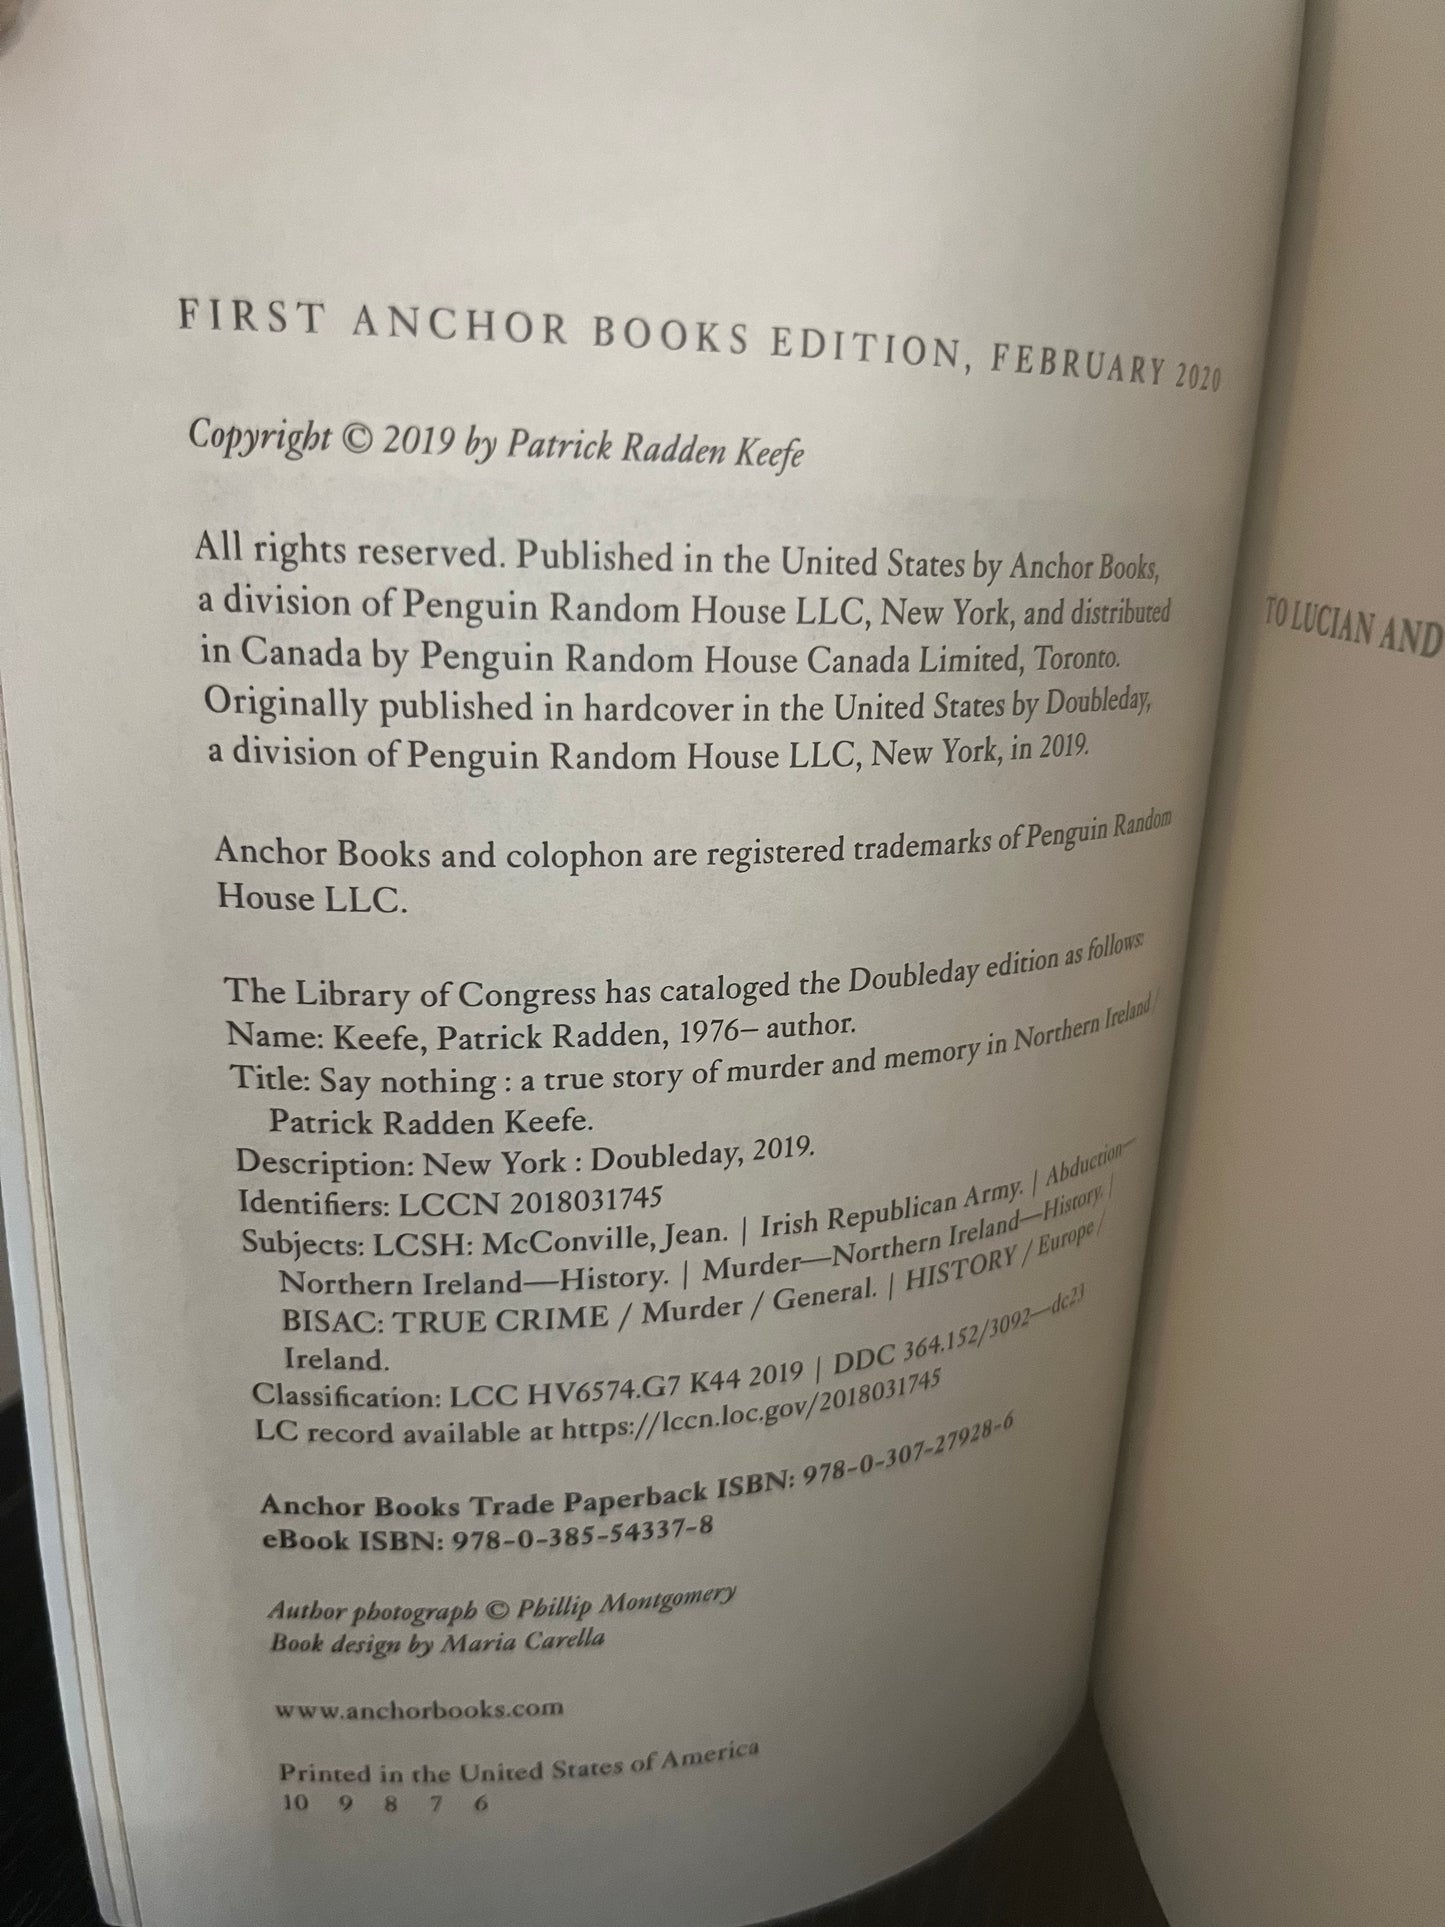 FIRST ANCHOR BOOKS EDITION, FEBRUARY 2020
Copyright © 2019 by Patrick Radden Keefe
All rights reserved. Published in the United States by Anchor Books,
a division of Penguin Random House LLC, New York, and distributed
in Canada by Penguin Random House Canada Limited, Toronto.
Originally published in hardcover in the United States by Doubleday,
a division of Penguin Random House LLC, New York, in 2019.
Anchor Books and colophon are registered trademarks of Penguin Random
House LLC.
The Library of Congress has cataloged the Doubleday edition as follows:
Name: Keefe, Patrick Radden, 1976– author.
Title: Say nothing : a true story of murder and memory in Northern Ireland /
Patrick Radden Keefe.
Description: New York : Doubleday, 2019.
Identifiers: LCCN 2018031745
Subjects: LCSH: McConville, Jean. | Irish Republican Army. | Abduction—
Northern Ireland—History. | Murder—Northern Ireland—History. |
BISAC: TRUE CRIME / Murder / General. | HISTORY / Europe /
Ireland.
Classification: LCC HV6574.G7 K44 2019 | DDC 364.152/3092—dc23
LC record available at https://lccn.loc.gov/2018031745
Anchor Books Trade Paperback ISBN: 978-0-307-27928-6
eBook ISBN: 978-0-385-54337-8
Author photograph © Phillip Montgomery
Book design by Maria Carella
www.anchorbooks.com
Printed in the United States of America
10 9 8 7 6
TO LUCIAN AND